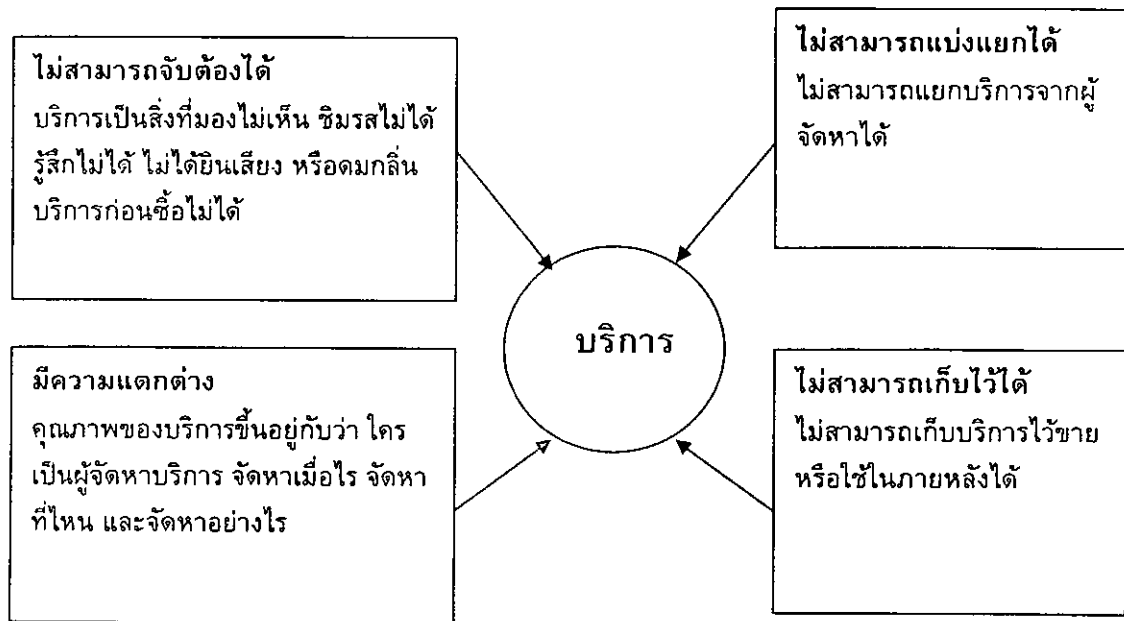 ไม่สามารถจับต้องได้
บริการเป็นสิ่งที่มองไม่เห็น ชิมรสไม่ได้
รู้สึกไม่ได้ ไม่ได้ยินเสียง หรือดมกลิ่น
บริการก่อนซื้อไม่ได้
ไม่สามารถแบ่งแยกได้
ไม่สามารถแยกบริการจากผู้
จัดหาได้
บริการ
มีความแตกต่าง
คุณภาพของบริการขึ้นอยู่กับว่า ใคร
เป็นผู้จัดหาบริการ จัดหาเมื่อไร จัดหา
ที่ไหน และจัดหาอย่างไร
ไม่สามารถเก็บไว้ได้
ไม่สามารถเก็บบริการไว้ขาย
หรือใช้ในภายหลังได้